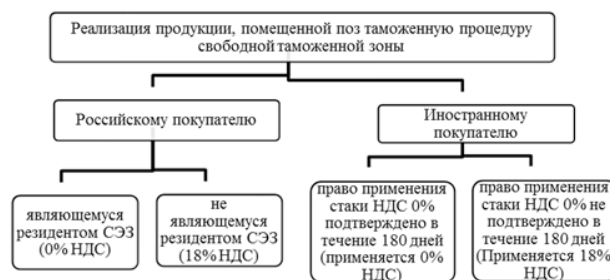 Реализация продукции, помещенной поз таможенную процедуру
свободной таможенной зоны
Российскому покупателю
Иностранному
покупателю
являющемуся
резидентом СЭЗ
(0% НДС)
не
являющемуся
резидентом СЭЗ
(18% НДС)
право применения
стаки НДС 0%
подтверждено в
течение 180 дней
(применяется 0%
НДС)
право применения
стаки НДС 0% не
подтверждено в
течение 180 дней
(Применяется 18%
НДС)